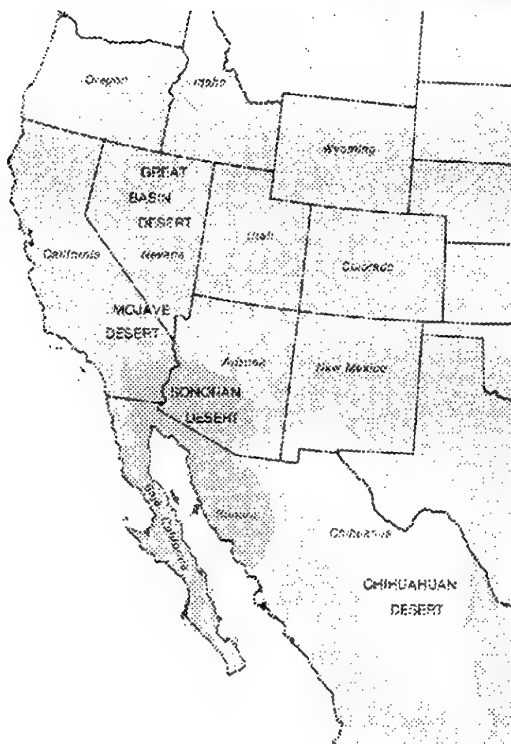 Oregon
Idaho
Wyoming
GREAT
BASIN
DESERT
Utah
California
Nevada
Colorado
MOJAVE
DESERT
Arizona
New Mexico
SONORAN
DESERT
Baja California
Chihuahua
CHIHUAHUAN
DESERT